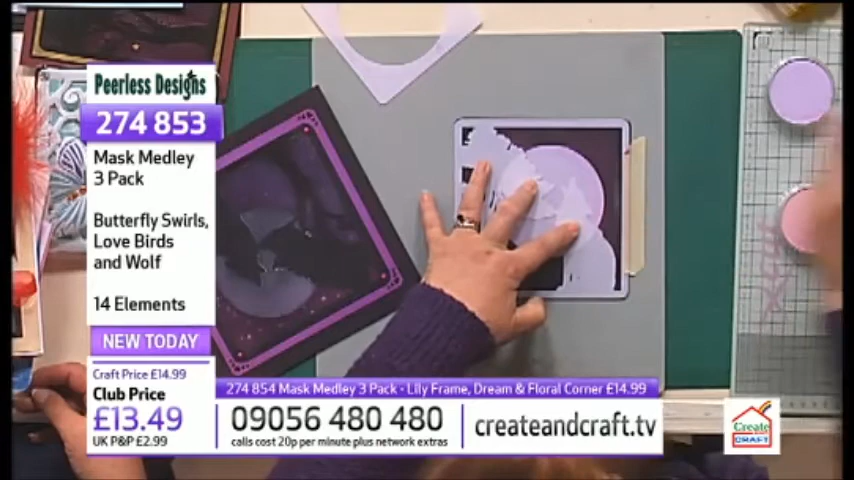 Peerless Designs
274 853
Mask Medley
3 Pack
Butterfly Swirls,
Love Birds
and Wolf
14 Elements
NEW TODAY
Craft Price £14.99
Club Price
£13.49
UK P&P £2.99
274 854 Mask Medley 3 Pack - Lily Frame, Dream & Floral Corner £14.99
09056 480 480
calls cost 20p per minute plus network extras
createandcraft.tv
Create
and
CRAFT